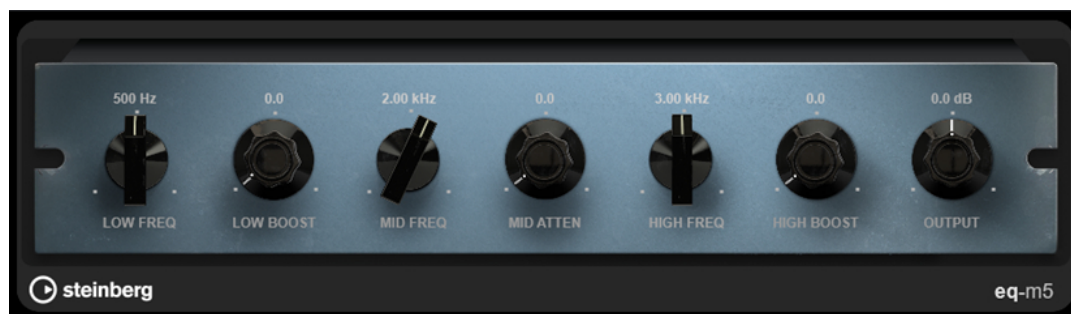 500 Hz 0.0 2.00 kHz 0.0 3.00 kHz 0.0 0.0 dB
LOW FREQ LOW BOOST MID FREQ MID ATTEN HIGH FREQ HIGH BOOST OUTPUT
steinberg eq-m5